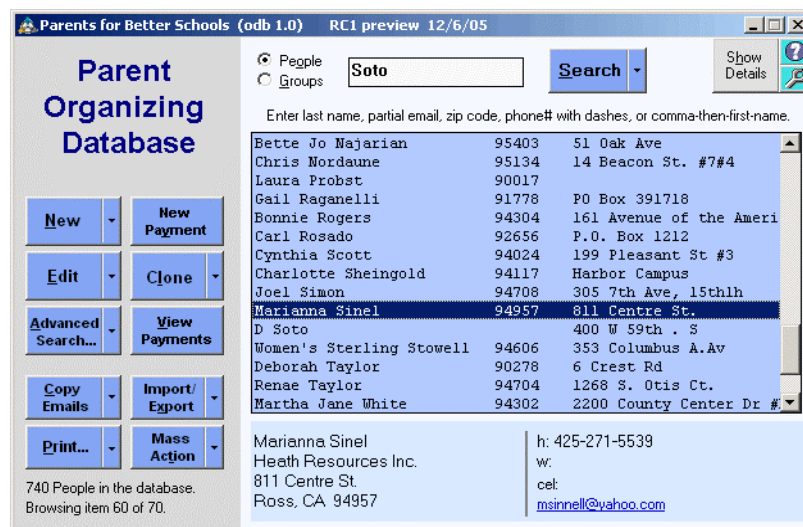 Parents for Better Schools (odb 1.0) RC1 preview 12/6/05
Parent
Organizing
Database
People
Groups
Soto
Search
Show
Details
Enter last name, partial email, zip code, phone# with dashes, or comma-then-first-name.
Bette Jo Najarian 95403 51 Oak Ave
Chris Nordaune 95134 14 Beacon St. #7#4
Laura Probst 90017
Gail Raganelli 91778 PO Box 391718
Bonnie Rogers 94304 161 Avenue of the Ameri
Carl Rosado 92656 P.O. Box 1212
Cynthia Scott 94024 199 Pleasant St #3
Charlotte Sheingold 94117 Harbor Campus
Joel Simon 94708 305 7th Ave, 15thlh
Marianna Sinel 94957 811 Centre St.
D Soto 400 W 59th . S
Women's Sterling Stowell 94606 353 Columbus A.Av
Deborah Taylor 90278 6 Crest Rd
Renae Taylor 94704 1268 S. Otis Ct.
Martha Jane White 94302 2200 County Center Dr #
New
New
Payment
Edit
Clone
Advanced
Search...
View
Payments
Copy
Emails
Import/
Export
Print...
Mass
Action
740 People in the database.
Browsing item 60 of 70.
Marianna Sinel
Heath Resources Inc.
811 Centre St.
Ross, CA 94957
h: 425-271-5539
w:
cel:
msinnell@yahoo.com